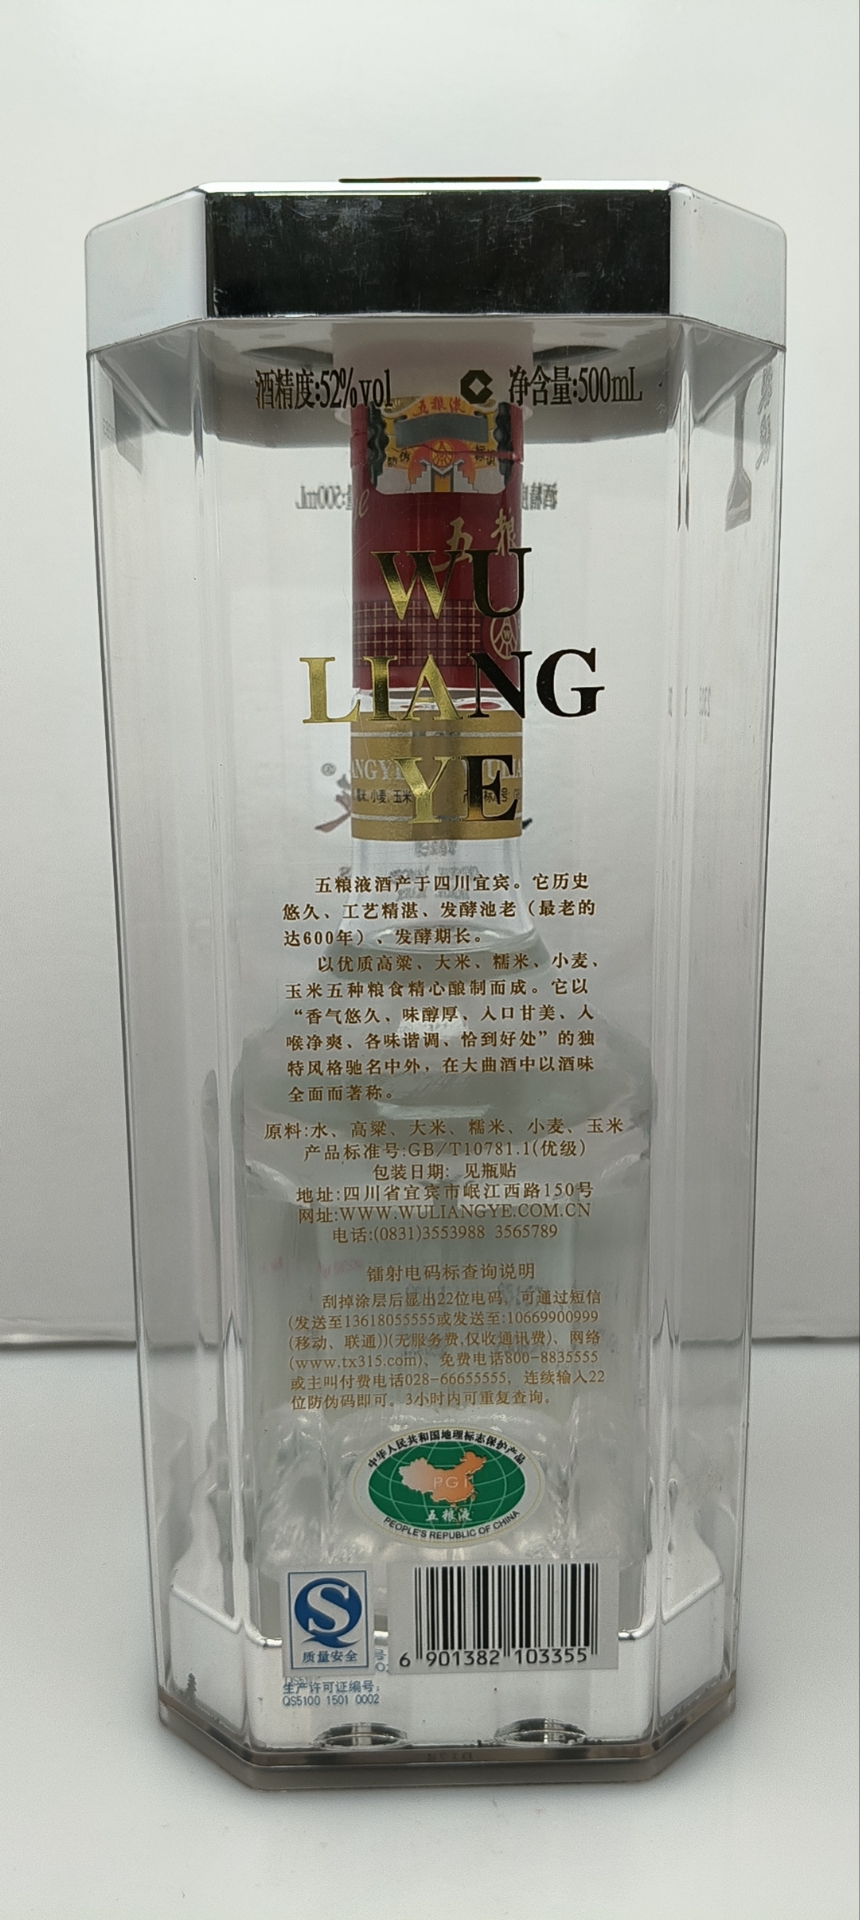 酒精度:52%vol 净含量:500mL
五粮液
防伪 标识
五粮
WU
LIANG
YE
五粮液酒产于四川宜宾。它历史
悠久、工艺精湛、发酵池老（最老的
达600年）、发酵期长。
以优质高粱、大米、糯米、小麦、
玉米五种粮食精心酿制而成。它以
“香气悠久、味醇厚、入口甘美、入
喉净爽、各味谐调、恰到好处”的独
特风格驰名中外，在大曲酒中以酒味
全面而著称。
原料:水、高粱、大米、糯米、小麦、玉米
产品标准号:GB/T10781.1(优级)
包装日期: 见瓶贴
地址:四川省宜宾市岷江西路150号
网址:WWW.WULIANGYE.COM.CN
电话:(0831)3553988 3565789
镭射电码标查询说明
刮掉涂层后显出22位电码，可通过短信
(发送至13618055555或发送至:10669900999
(移动、联通))(无服务费,仅收通讯费)、网络
(www.tx315.com)、免费电话800-8835555
或主叫付费电话028-66655555，连续输入22
位防伪码即可，3小时内可重复查询。
中华人民共和国地理标志保护产品
PGI
五粮液
PEOPLE'S REPUBLIC OF CHINA
质量安全
生产许可证编号:
QS5100 1501 0002
6 901382 103355